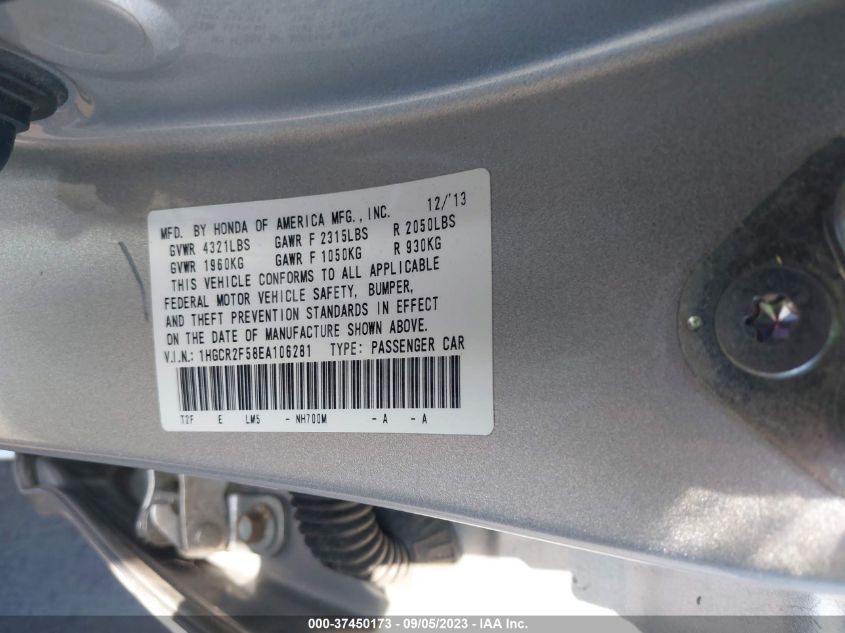 MFD. BY HONDA OF AMERICA MFG., INC. 12/'13
GVWR 4321LBS GAWR F 2315LBS R 2050LBS
GVWR 1960KG GAWR F 1050KG R 930KG
THIS VEHICLE CONFORMS TO ALL APPLICABLE
FEDERAL MOTOR VEHICLE SAFETY, BUMPER,
AND THEFT PREVENTION STANDARDS IN EFFECT
ON THE DATE OF MANUFACTURE SHOWN ABOVE.
V.I.N.: 1HGCR2F58EA106281 TYPE: PASSENGER CAR
T2F E LM5 - NH700M - A - A
000-37450173 - 09/05/2023 - IAA Inc.